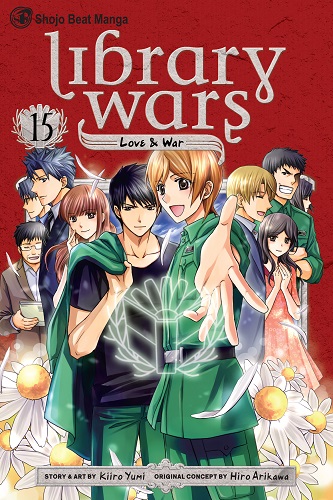 Shojo Beat Manga
library
wars
15
Love & War
STORY & ART BY Kiiro Yumi ORIGINAL CONCEPT BY Hiro Arikawa